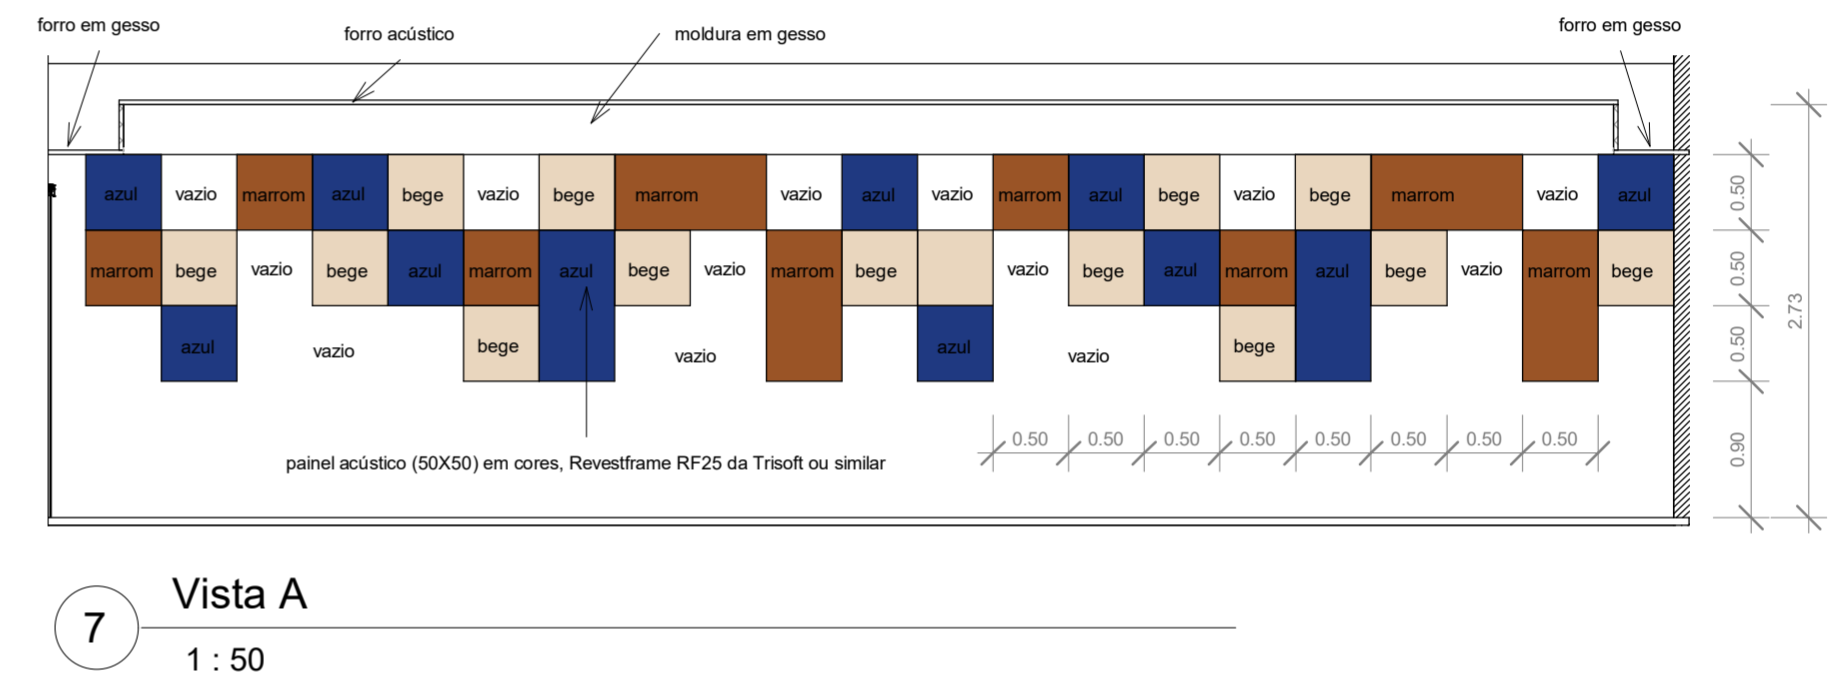 forro em gesso
forro acústico
moldura em gesso
forro em gesso
azul vazio marrom azul bege vazio bege marrom vazio azul vazio marrom azul bege vazio bege marrom vazio azul
0.50
marrom bege vazio bege azul marrom azul bege vazio marrom bege vazio bege azul marrom azul bege vazio marrom bege
0.50
2.73
azul vazio bege vazio azul vazio bege
0.50
0.50 0.50 0.50 0.50 0.50 0.50 0.50 0.50
0.90
painel acústico (50X50) em cores, Revestframe RF25 da Trisoft ou similar
7
Vista A
1 : 50